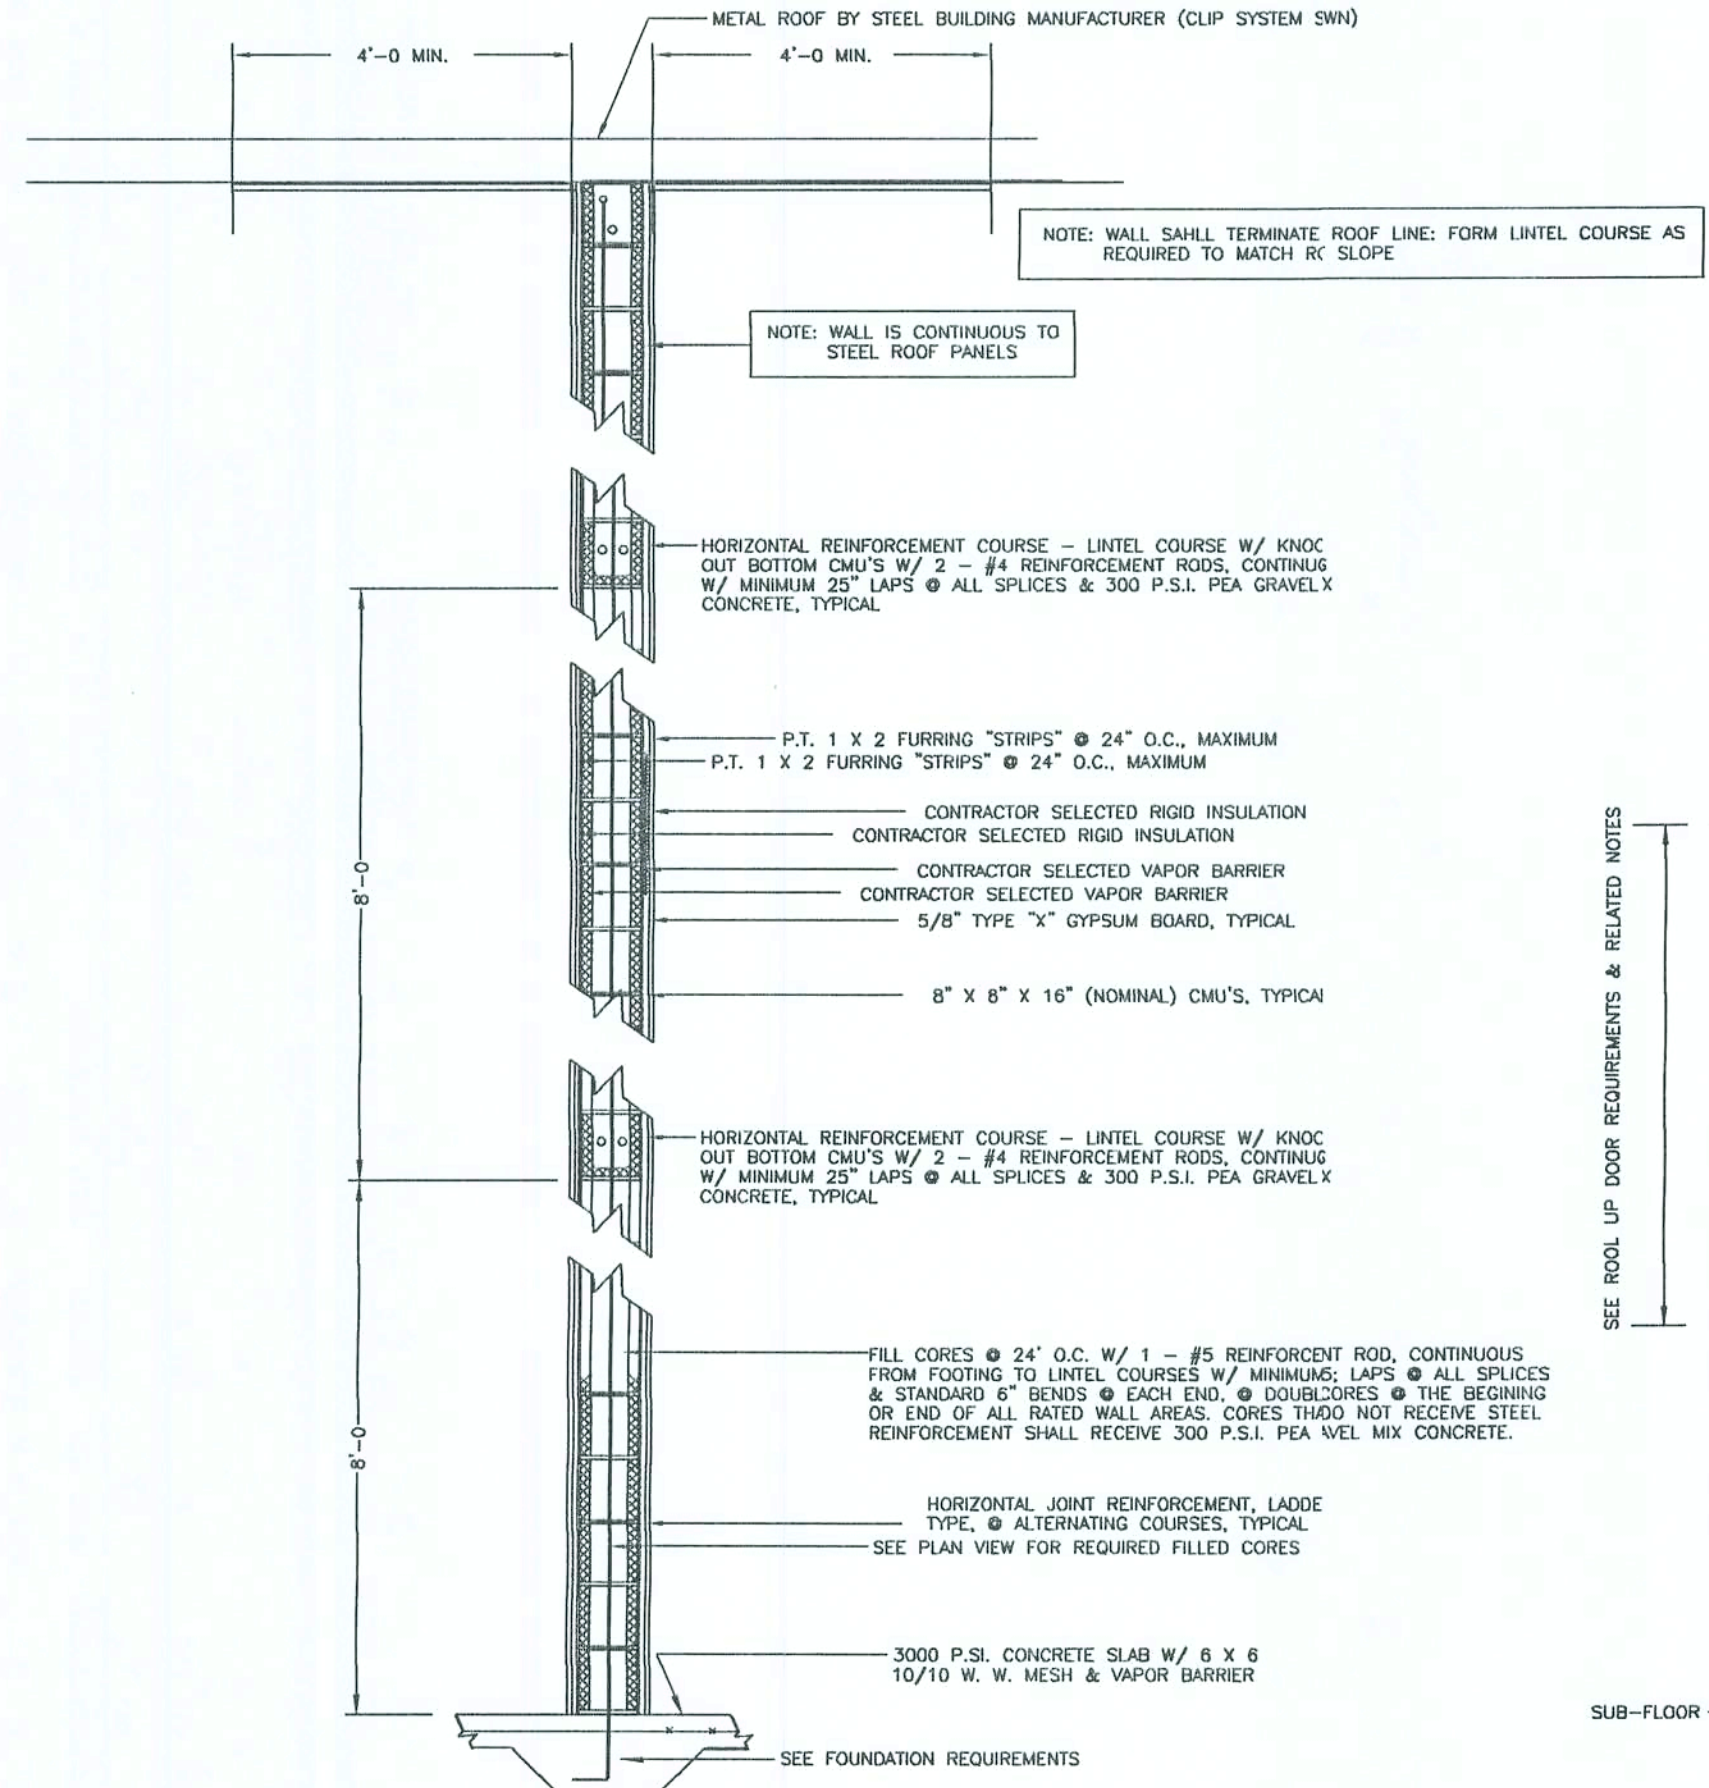 METAL ROOF BY STEEL BUILDING MANUFACTURER (CLIP SYSTEM SWN)
4'-0 MIN.
4'-0 MIN.
NOTE: WALL SAHLL TERMINATE ROOF LINE: FORM LINTEL COURSE AS
REQUIRED TO MATCH RC SLOPE
NOTE: WALL IS CONTINUOUS TO
STEEL ROOF PANELS
HORIZONTAL REINFORCEMENT COURSE – LINTEL COURSE W/ KNOC
OUT BOTTOM CMU'S W/ 2 – #4 REINFORCEMENT RODS, CONTINUG
W/ MINIMUM 25" LAPS @ ALL SPLICES & 300 P.S.I. PEA GRAVEL X
CONCRETE, TYPICAL
P.T. 1 X 2 FURRING "STRIPS" @ 24" O.C., MAXIMUM
P.T. 1 X 2 FURRING "STRIPS" @ 24" O.C., MAXIMUM
CONTRACTOR SELECTED RIGID INSULATION
CONTRACTOR SELECTED RIGID INSULATION
CONTRACTOR SELECTED VAPOR BARRIER
CONTRACTOR SELECTED VAPOR BARRIER
5/8" TYPE "X" GYPSUM BOARD, TYPICAL
8" X 8" X 16" (NOMINAL) CMU'S, TYPICAI
8'-0
SEE ROOL UP DOOR REQUIREMENTS & RELATED NOTES
HORIZONTAL REINFORCEMENT COURSE – LINTEL COURSE W/ KNOC
OUT BOTTOM CMU'S W/ 2 – #4 REINFORCEMENT RODS, CONTINUG
W/ MINIMUM 25" LAPS @ ALL SPLICES & 300 P.S.I. PEA GRAVEL X
CONCRETE, TYPICAL
FILL CORES @ 24' O.C. W/ 1 – #5 REINFORCENT ROD, CONTINUOUS
FROM FOOTING TO LINTEL COURSES W/ LAPS @ ALL SPLICES
& STANDARD 6" BENDS @ EACH END, @ @ THE BEGINING
OR END OF ALL RATED WALL AREAS. CORES NOT RECEIVE STEEL
REINFORCEMENT SHALL RECEIVE 300 P.S.I. PEA MIX CONCRETE.
8'-0
HORIZONTAL JOINT REINFORCEMENT, LADDE
TYPE, @ ALTERNATING COURSES, TYPICAL
SEE PLAN VIEW FOR REQUIRED FILLED CORES
3000 P.SI. CONCRETE SLAB W/ 6 X 6
10/10 W. W. MESH & VAPOR BARRIER
SUB-FLOOR
SEE FOUNDATION REQUIREMENTS